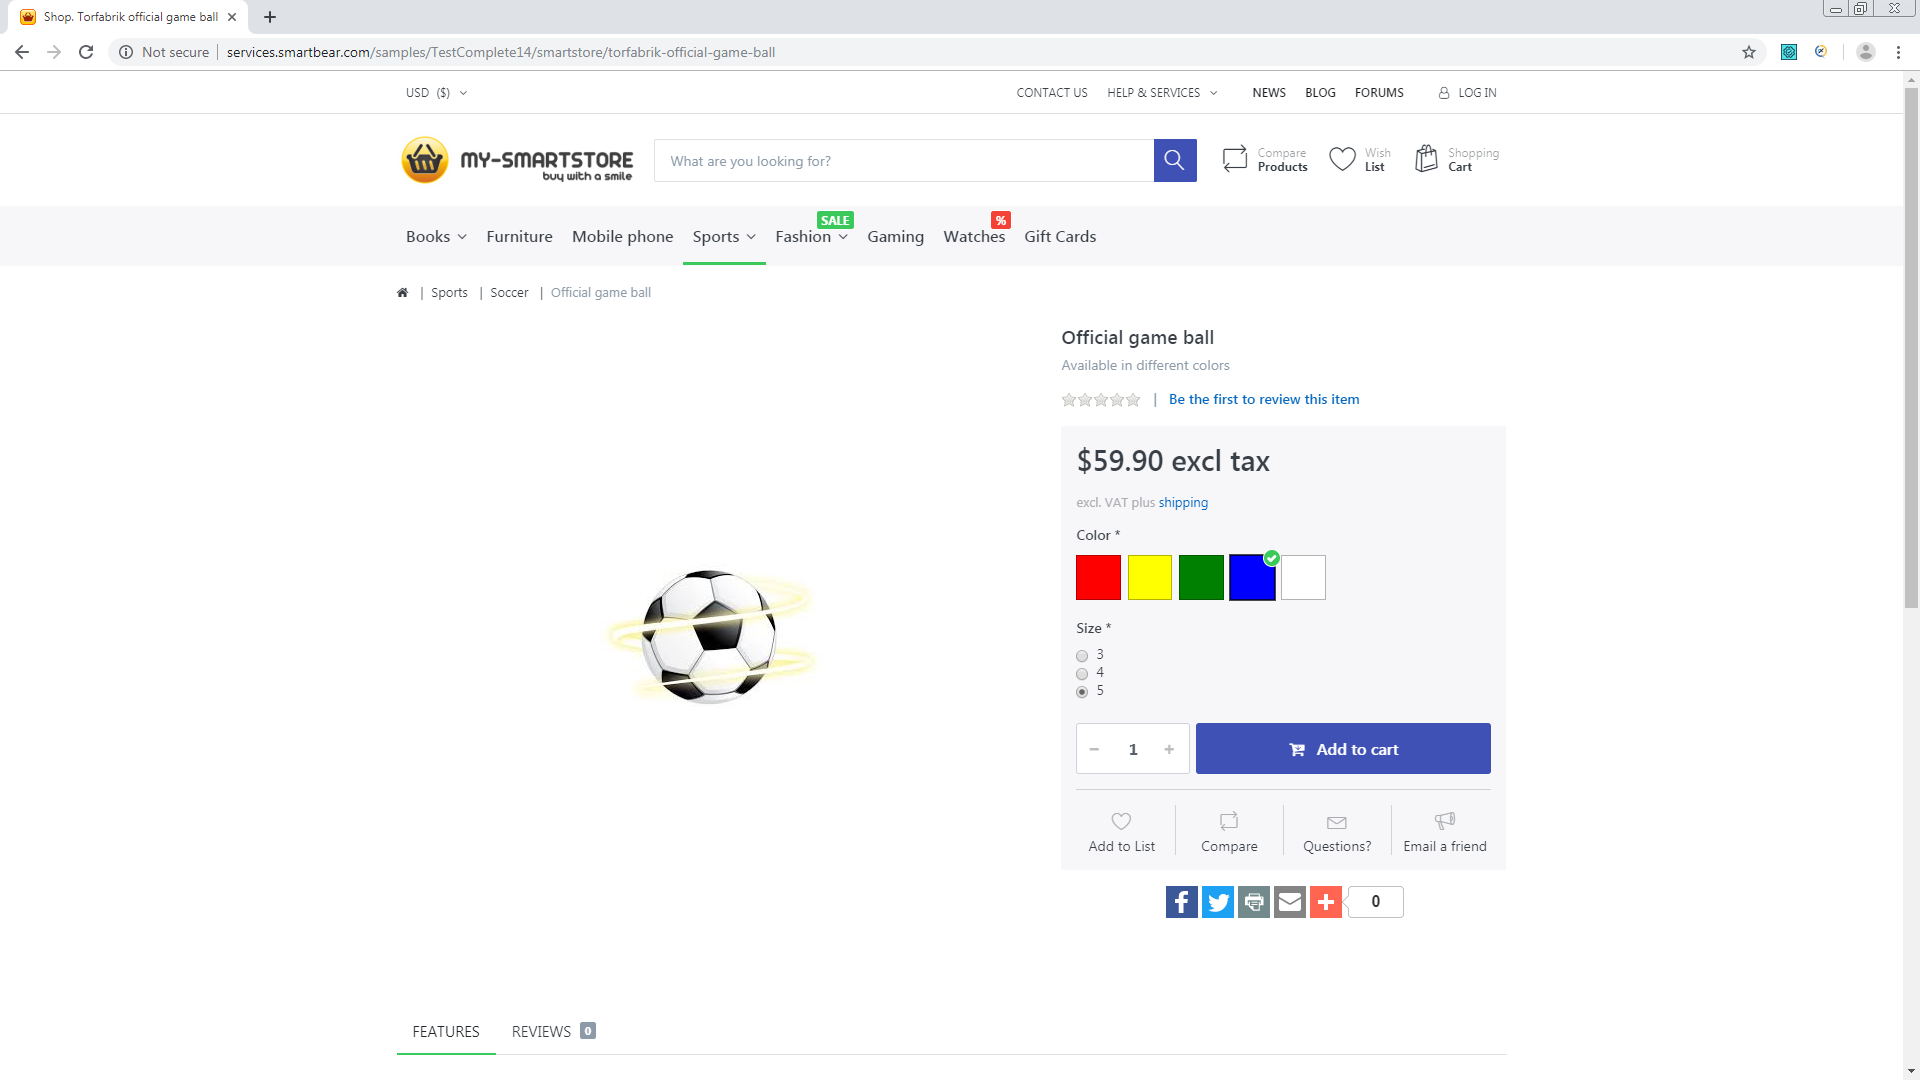 Shop. Torfabrik official game ball
Not secure | services.smartbear.com/samples/TestComplete14/smartstore/torfabrik-official-game-ball
USD ($) CONTACT US HELP & SERVICES NEWS BLOG FORUMS LOG IN
MY-SMARTSTORE
buy with a smile
What are you looking for?
Compare
Products
Wish
List
Shopping
Cart
SALE %
Books Furniture Mobile phone Sports Fashion Gaming Watches Gift Cards
| Sports | Soccer | Official game ball
Official game ball
Available in different colors
| Be the first to review this item
$59.90 excl tax
excl. VAT plus shipping
Color *
Size *
3
4
5
− 1 + Add to cart
Add to List Compare Questions? Email a friend
0
FEATURES REVIEWS 0